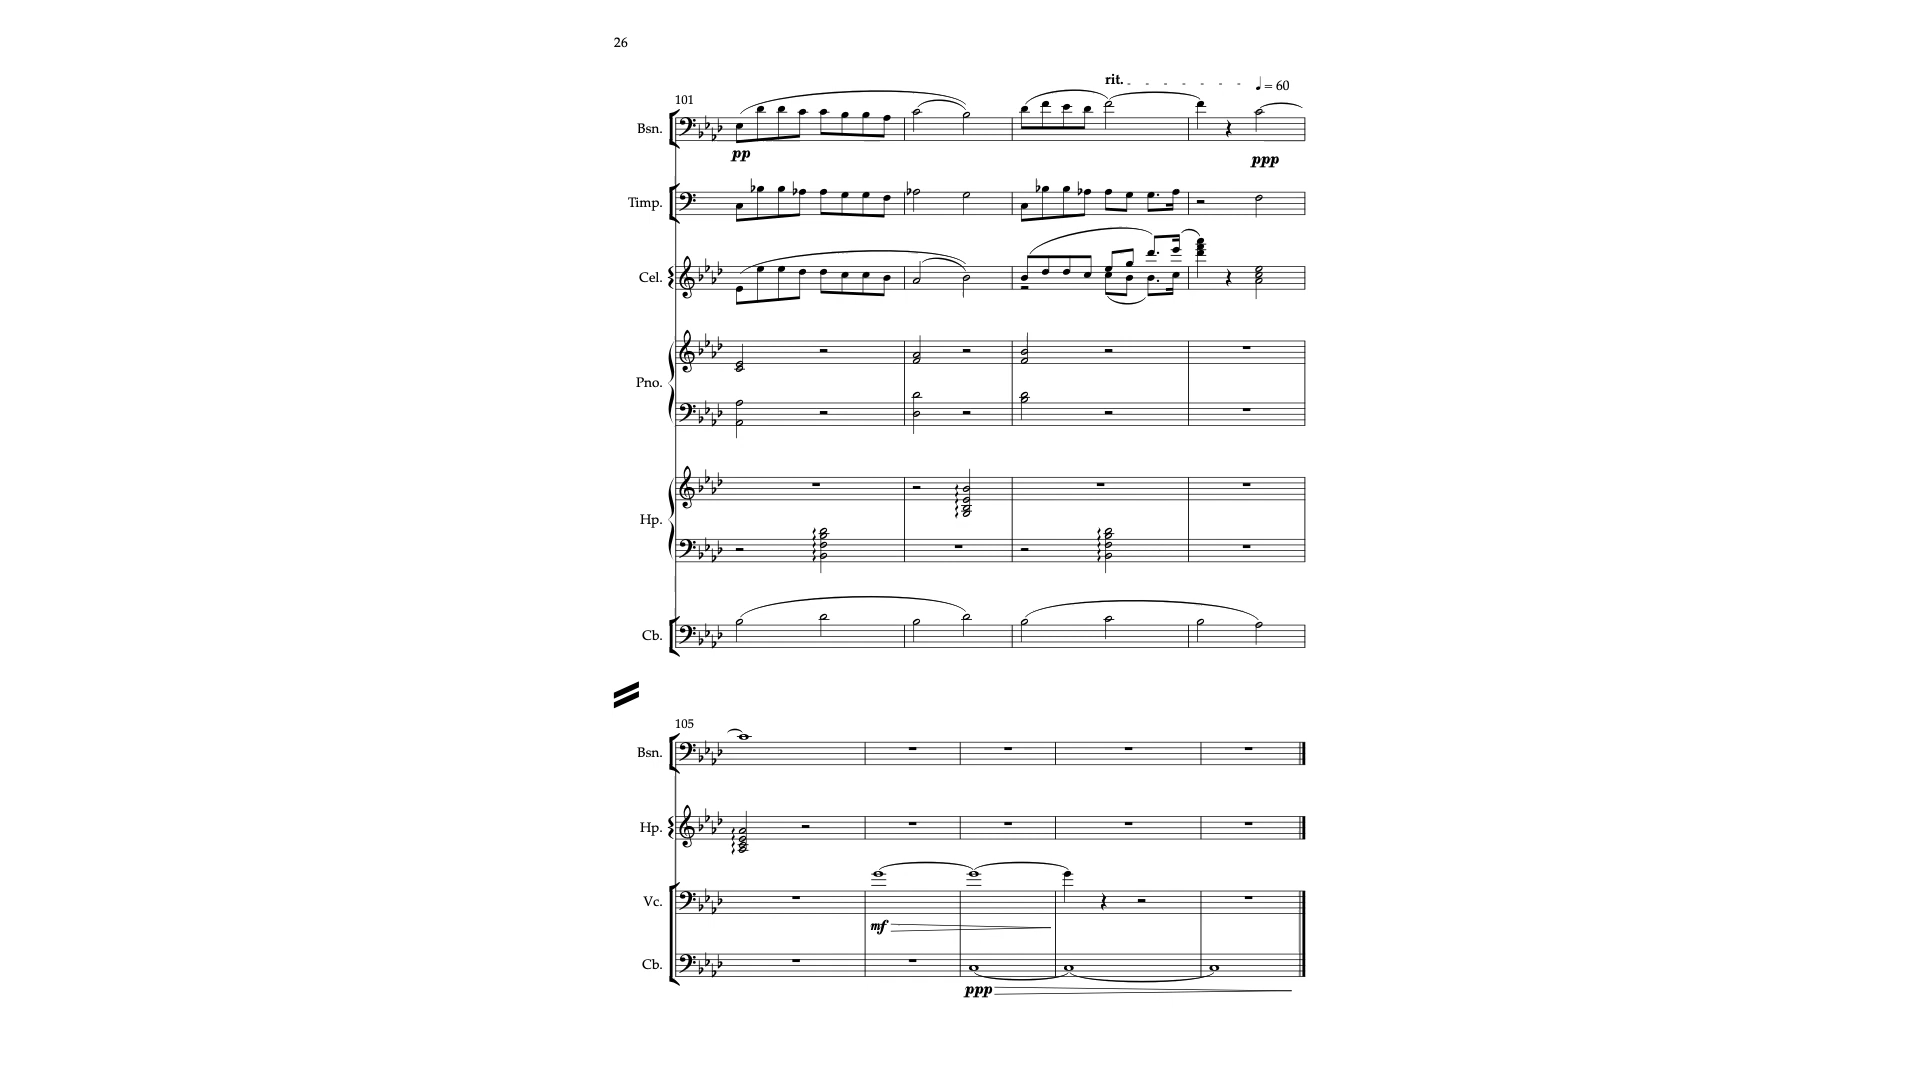 26
rit.
♩ = 60
101
Bsn.
pp
ppp
Timp.
Cel.
Pno.
Hp.
Cb.
105
Bsn.
Hp.
Vc.
mf
Cb.
ppp